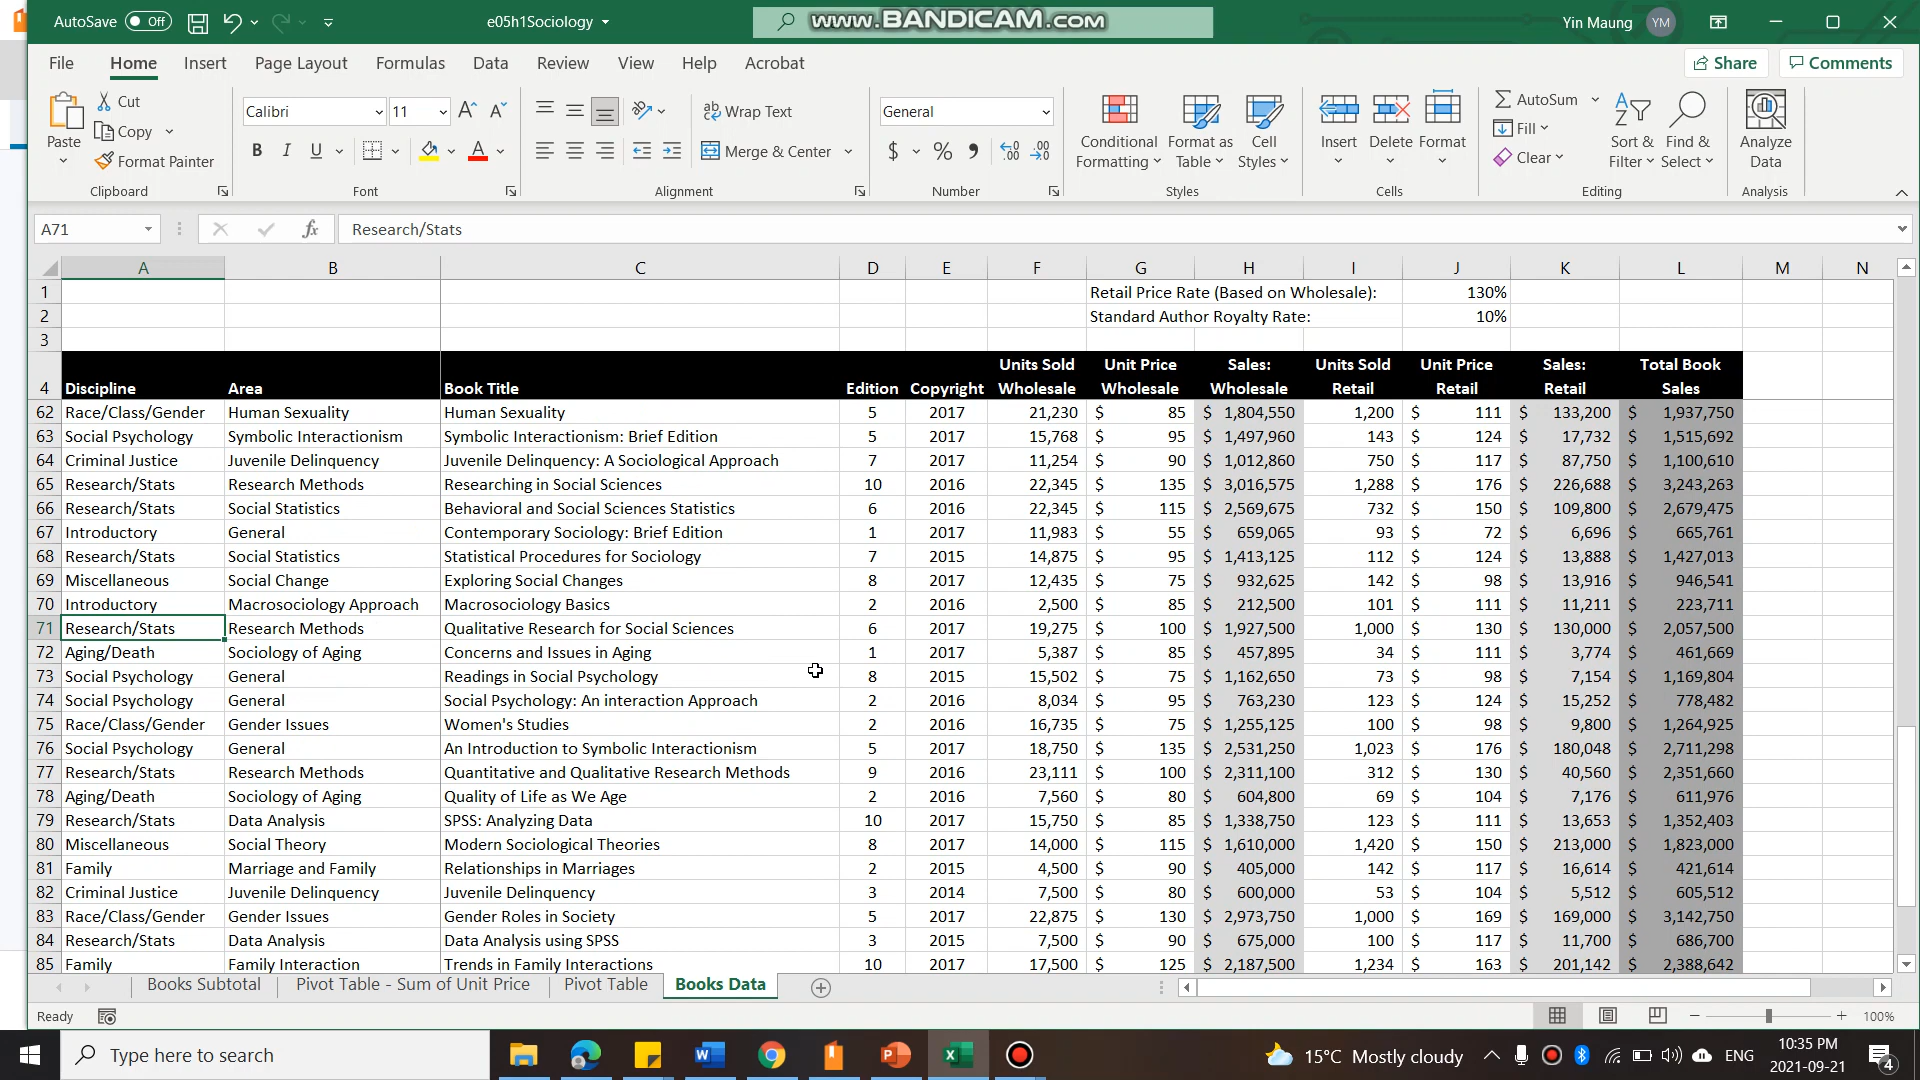 AutoSave Off e05h1Sociology www.BANDICAM.com Yin Maung YM
File Home Insert Page Layout Formulas Data Review View Help Acrobat Share Comments
Paste Cut Copy Format Painter Clipboard
Calibri 11 B I U A A Font
Wrap Text Merge & Center Alignment
General $ % Number
Conditional Formatting Format as Table Cell Styles Styles
Insert Delete Format Cells
AutoSum Fill Clear Sort & Filter Find & Select Editing
Analyze Data Analysis
A71 fx Research/Stats
A B C D E F G H I J K L M N
1 Retail Price Rate (Based on Wholesale): 130%
2 Standard Author Royalty Rate: 10%
3
Units Sold Unit Price Sales: Units Sold Unit Price Sales: Total Book
4 Discipline Area Book Title Edition Copyright Wholesale Wholesale Wholesale Retail Retail Retail Sales
62 Race/Class/Gender Human Sexuality Human Sexuality 5 2017 21,230 $ 85 $ 1,804,550 1,200 $ 111 $ 133,200 $ 1,937,750
63 Social Psychology Symbolic Interactionism Symbolic Interactionism: Brief Edition 5 2017 15,768 $ 95 $ 1,497,960 143 $ 124 $ 17,732 $ 1,515,692
64 Criminal Justice Juvenile Delinquency Juvenile Delinquency: A Sociological Approach 7 2017 11,254 $ 90 $ 1,012,860 750 $ 117 $ 87,750 $ 1,100,610
65 Research/Stats Research Methods Researching in Social Sciences 10 2016 22,345 $ 135 $ 3,016,575 1,288 $ 176 $ 226,688 $ 3,243,263
66 Research/Stats Social Statistics Behavioral and Social Sciences Statistics 6 2016 22,345 $ 115 $ 2,569,675 732 $ 150 $ 109,800 $ 2,679,475
67 Introductory General Contemporary Sociology: Brief Edition 1 2017 11,983 $ 55 $ 659,065 93 $ 72 $ 6,696 $ 665,761
68 Research/Stats Social Statistics Statistical Procedures for Sociology 7 2015 14,875 $ 95 $ 1,413,125 112 $ 124 $ 13,888 $ 1,427,013
69 Miscellaneous Social Change Exploring Social Changes 8 2017 12,435 $ 75 $ 932,625 142 $ 98 $ 13,916 $ 946,541
70 Introductory Macrosociology Approach Macrosociology Basics 2 2016 2,500 $ 85 $ 212,500 101 $ 111 $ 11,211 $ 223,711
71 Research/Stats Research Methods Qualitative Research for Social Sciences 6 2017 19,275 $ 100 $ 1,927,500 1,000 $ 130 $ 130,000 $ 2,057,500
72 Aging/Death Sociology of Aging Concerns and Issues in Aging 1 2017 5,387 $ 85 $ 457,895 34 $ 111 $ 3,774 $ 461,669
73 Social Psychology General Readings in Social Psychology 8 2015 15,502 $ 75 $ 1,162,650 73 $ 98 $ 7,154 $ 1,169,804
74 Social Psychology General Social Psychology: An interaction Approach 2 2016 8,034 $ 95 $ 763,230 123 $ 124 $ 15,252 $ 778,482
75 Race/Class/Gender Gender Issues Women's Studies 2 2016 16,735 $ 75 $ 1,255,125 100 $ 98 $ 9,800 $ 1,264,925
76 Social Psychology General An Introduction to Symbolic Interactionism 5 2017 18,750 $ 135 $ 2,531,250 1,023 $ 176 $ 180,048 $ 2,711,298
77 Research/Stats Research Methods Quantitative and Qualitative Research Methods 9 2016 23,111 $ 100 $ 2,311,100 312 $ 130 $ 40,560 $ 2,351,660
78 Aging/Death Sociology of Aging Quality of Life as We Age 2 2016 7,560 $ 80 $ 604,800 69 $ 104 $ 7,176 $ 611,976
79 Research/Stats Data Analysis SPSS: Analyzing Data 10 2016 15,750 $ 85 $ 1,338,750 123 $ 111 $ 13,653 $ 1,352,403
80 Miscellaneous Social Theory Modern Sociological Theories 8 2017 14,000 $ 115 $ 1,610,000 1,420 $ 150 $ 213,000 $ 1,823,000
81 Family Marriage and Family Relationships in Marriages 2 2015 4,500 $ 90 $ 405,000 142 $ 117 $ 16,614 $ 421,614
82 Criminal Justice Juvenile Delinquency Juvenile Delinquency 3 2014 7,500 $ 80 $ 600,000 53 $ 104 $ 5,512 $ 605,512
83 Race/Class/Gender Gender Issues Gender Roles in Society 5 2017 22,875 $ 130 $ 2,973,750 1,000 $ 169 $ 169,000 $ 3,142,750
84 Research/Stats Data Analysis Data Analysis using SPSS 3 2015 7,500 $ 90 $ 675,000 100 $ 117 $ 11,700 $ 686,700
85 Family Family Interaction Trends in Family Interactions 10 2017 17,500 $ 125 $ 2,187,500 1,234 $ 163 $ 201,142 $ 2,388,642
Books Subtotal Pivot Table - Sum of Unit Price Pivot Table Books Data
Ready 100%
Type here to search 15°C Mostly cloudy ENG 10:35 PM 2021-09-21 4